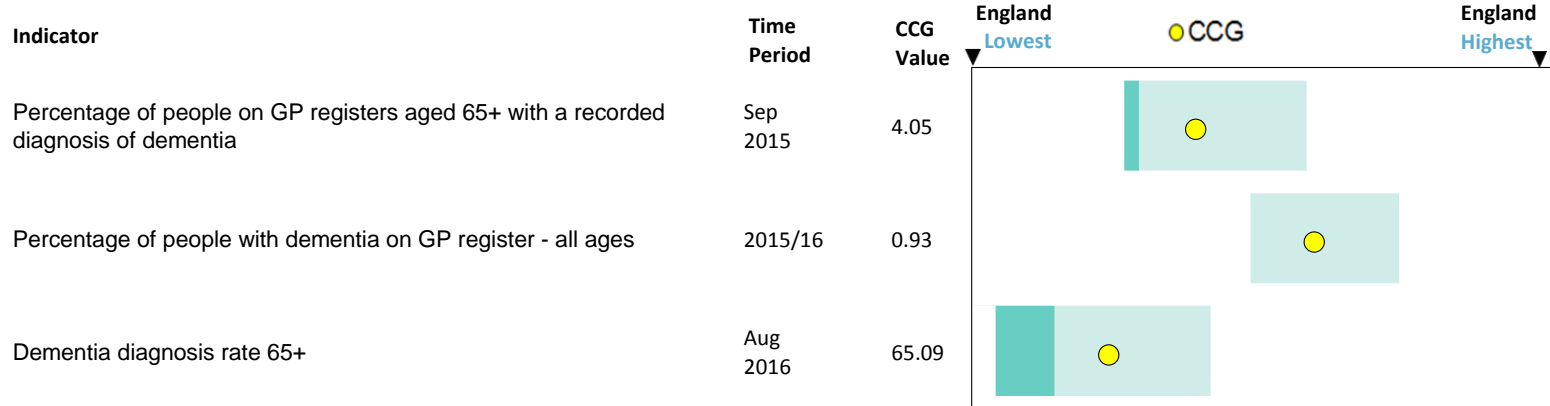 Indicator
Time Period
CCG Value
England Lowest
CCG
England Highest
Percentage of people on GP registers aged 65+ with a recorded
diagnosis of dementia
Sep
2015
4.05
Percentage of people with dementia on GP register - all ages
2015/16
0.93
Dementia diagnosis rate 65+
Aug
2016
65.09